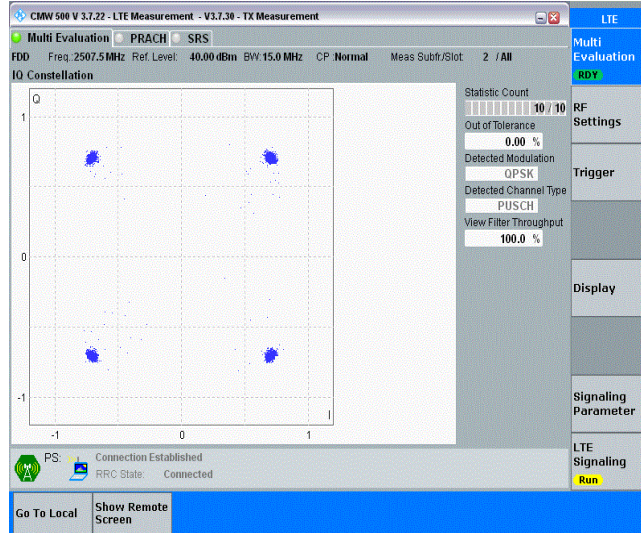 CMW 500 V 3.7.22 - LTE Measurement - V3.7.30 - TX Measurement
LTE
Multi Evaluation PRACH SRS
FDD Freq.: 2507.5 MHz Ref. Level: 40.00 dBm BW: 15.0 MHz CP :Normal Meas Subfr./Slot: 2 / All
IQ Constellation
Q
1
0
-1
-1 0 1
I
Statistic Count
10 / 10
Out of Tolerance
0.00 %
Detected Modulation
QPSK
Detected Channel Type
PUSCH
View Filter Throughput
100.0 %
Multi
Evaluation
RDY
RF
Settings
Trigger
Display
Signaling
Parameter
LTE
Signaling
Run
PS: Connection Established
RRC State: Connected
Go To Local
Show Remote
Screen